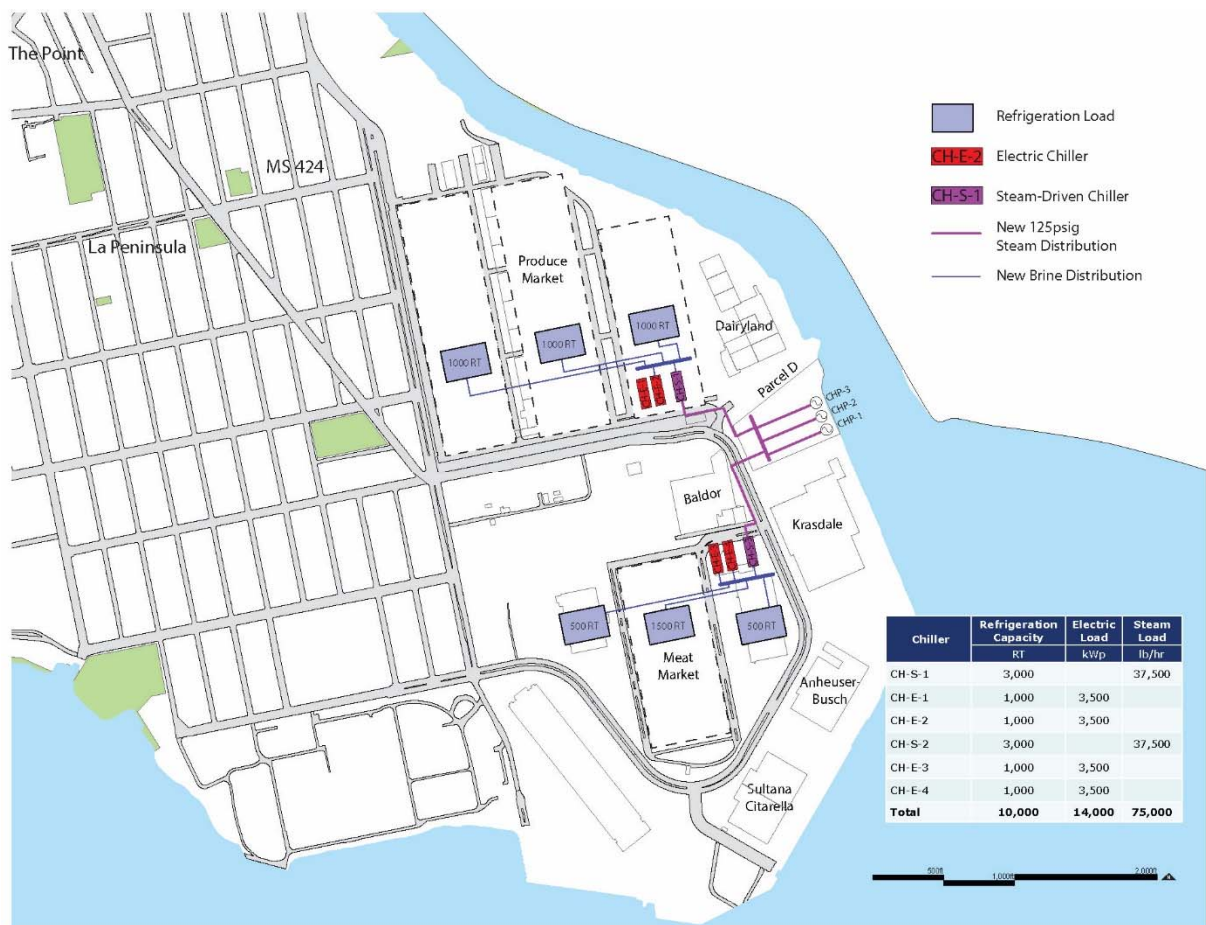 The Point
MS 424
La Peninsula
Produce
Market
1000 RT
1000 RT
1000 RT
Dairyland
Parcel D
CHP-3
CHP-2
CHP-1
Baldor
Krasdale
500 RT
1500 RT
500 RT
Meat
Market
Anheuser-
Busch
Sultana
Citarella
Refrigeration Load
CH-E-2
Electric Chiller
CH-S-1
Steam-Driven Chiller
New 125psig
Steam Distribution
New Brine Distribution
Chiller Refrigeration Capacity Electric Load Steam Load
RT kWp lb/hr
CH-S-1 3,000 37,500
CH-E-1 1,000 3,500
CH-E-2 1,000 3,500
CH-S-2 3,000 37,500
CH-E-3 1,000 3,500
CH-E-4 1,000 3,500
Total 10,000 14,000 75,000
500ft
1,000ft
2,000ft